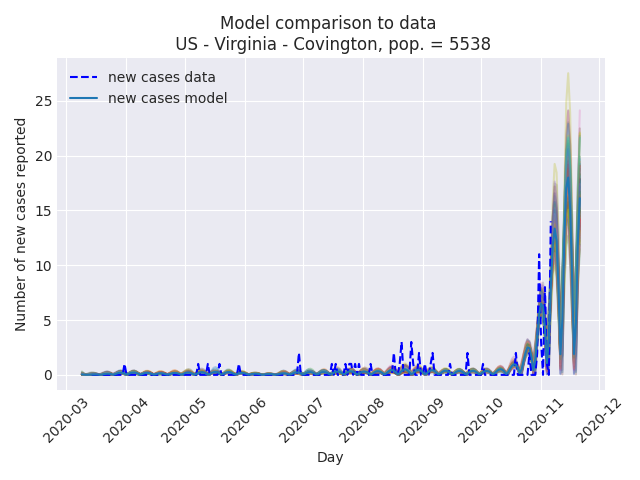 Model comparison to data
US - Virginia - Covington, pop. = 5538
new cases data
new cases model
Number of new cases reported
25
20
15
10
5
0
2020-03
2020-04
2020-05
2020-06
2020-07
2020-08
2020-09
2020-10
2020-11
2020-12
Day